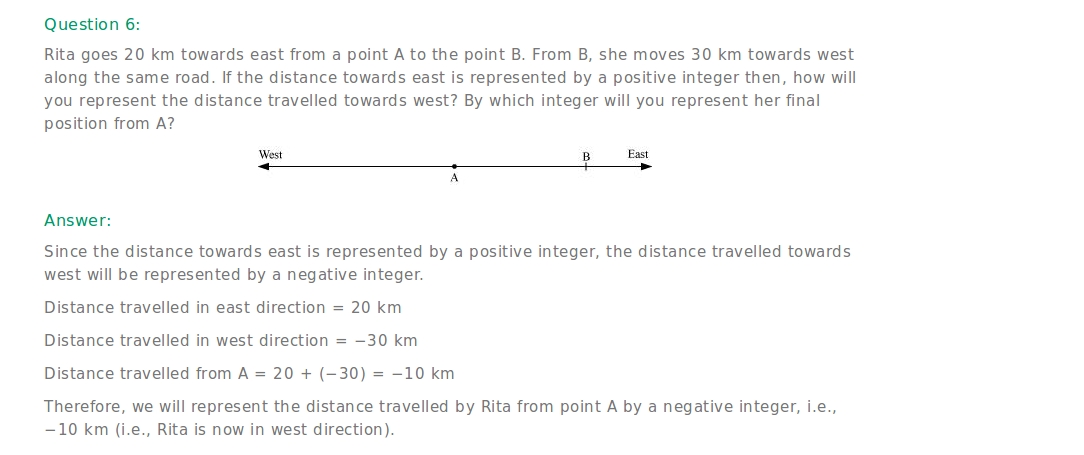 Question 6:
Rita goes 20 km towards east from a point A to the point B. From B, she moves 30 km towards west
along the same road. If the distance towards east is represented by a positive integer then, how will
you represent the distance travelled towards west? By which integer will you represent her final
position from A?
West
B
East
A
Answer:
Since the distance towards east is represented by a positive integer, the distance travelled towards
west will be represented by a negative integer.
Distance travelled in east direction = 20 km
Distance travelled in west direction = −30 km
Distance travelled from A = 20 + (−30) = −10 km
Therefore, we will represent the distance travelled by Rita from point A by a negative integer, i.e.,
−10 km (i.e., Rita is now in west direction).